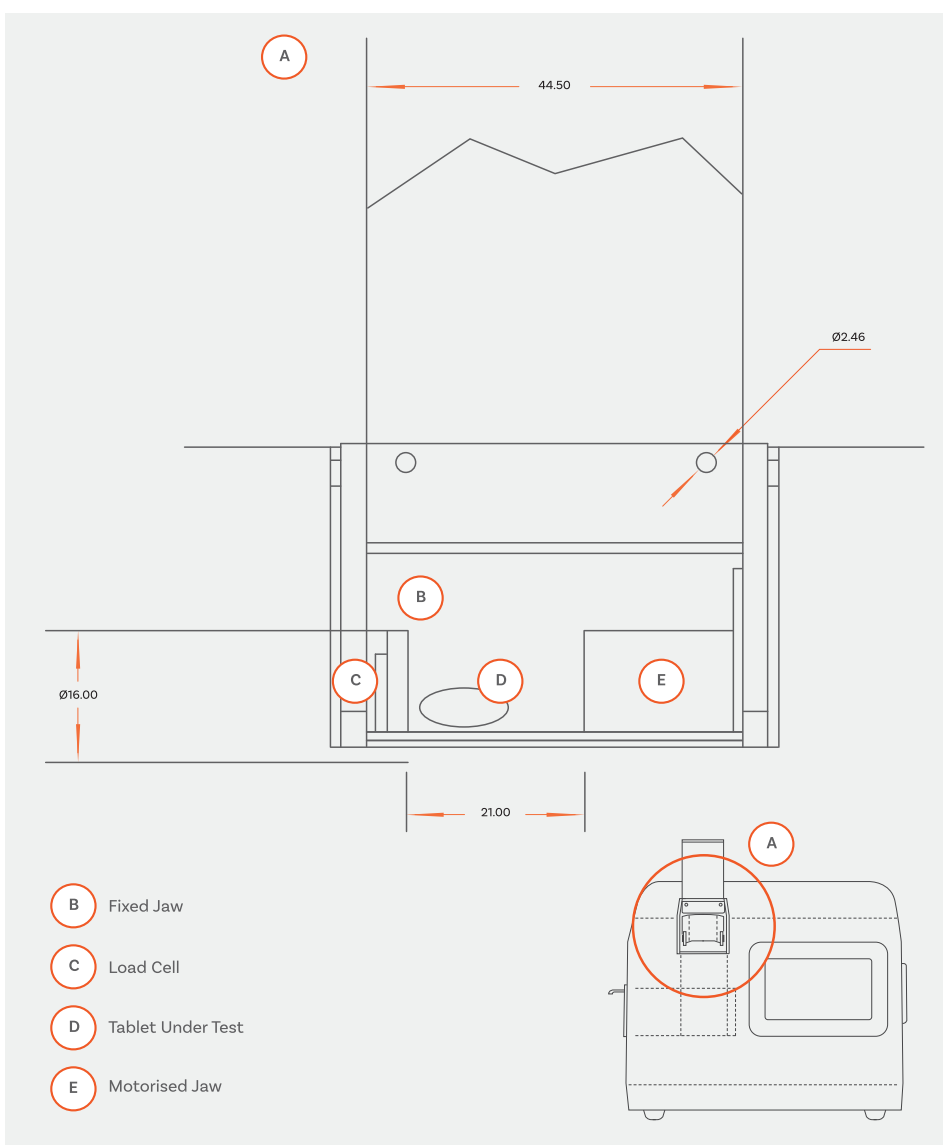 A
44.50
Ø2.46
B
C
D
E
Ø16.00
21.00
A
B Fixed Jaw
C Load Cell
D Tablet Under Test
E Motorised Jaw